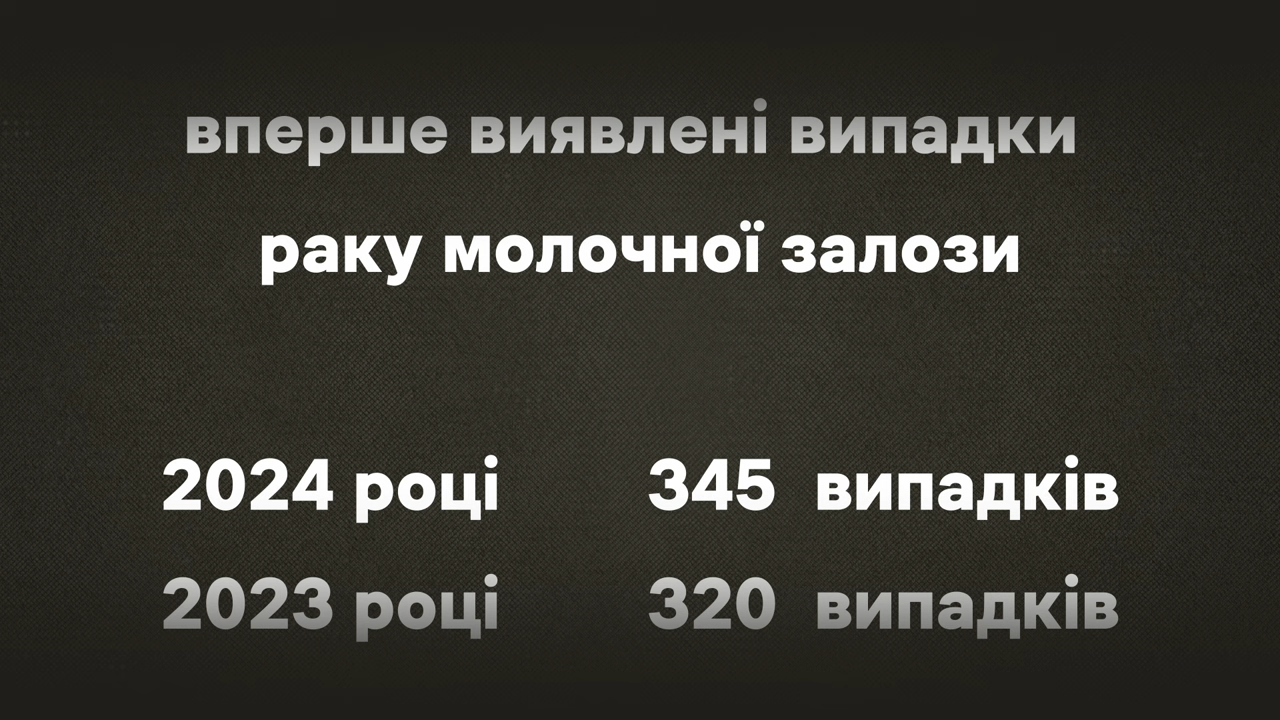 вперше виявлені випадки
раку молочної залози
2024 році 345 випадків
2023 році 320 випадків